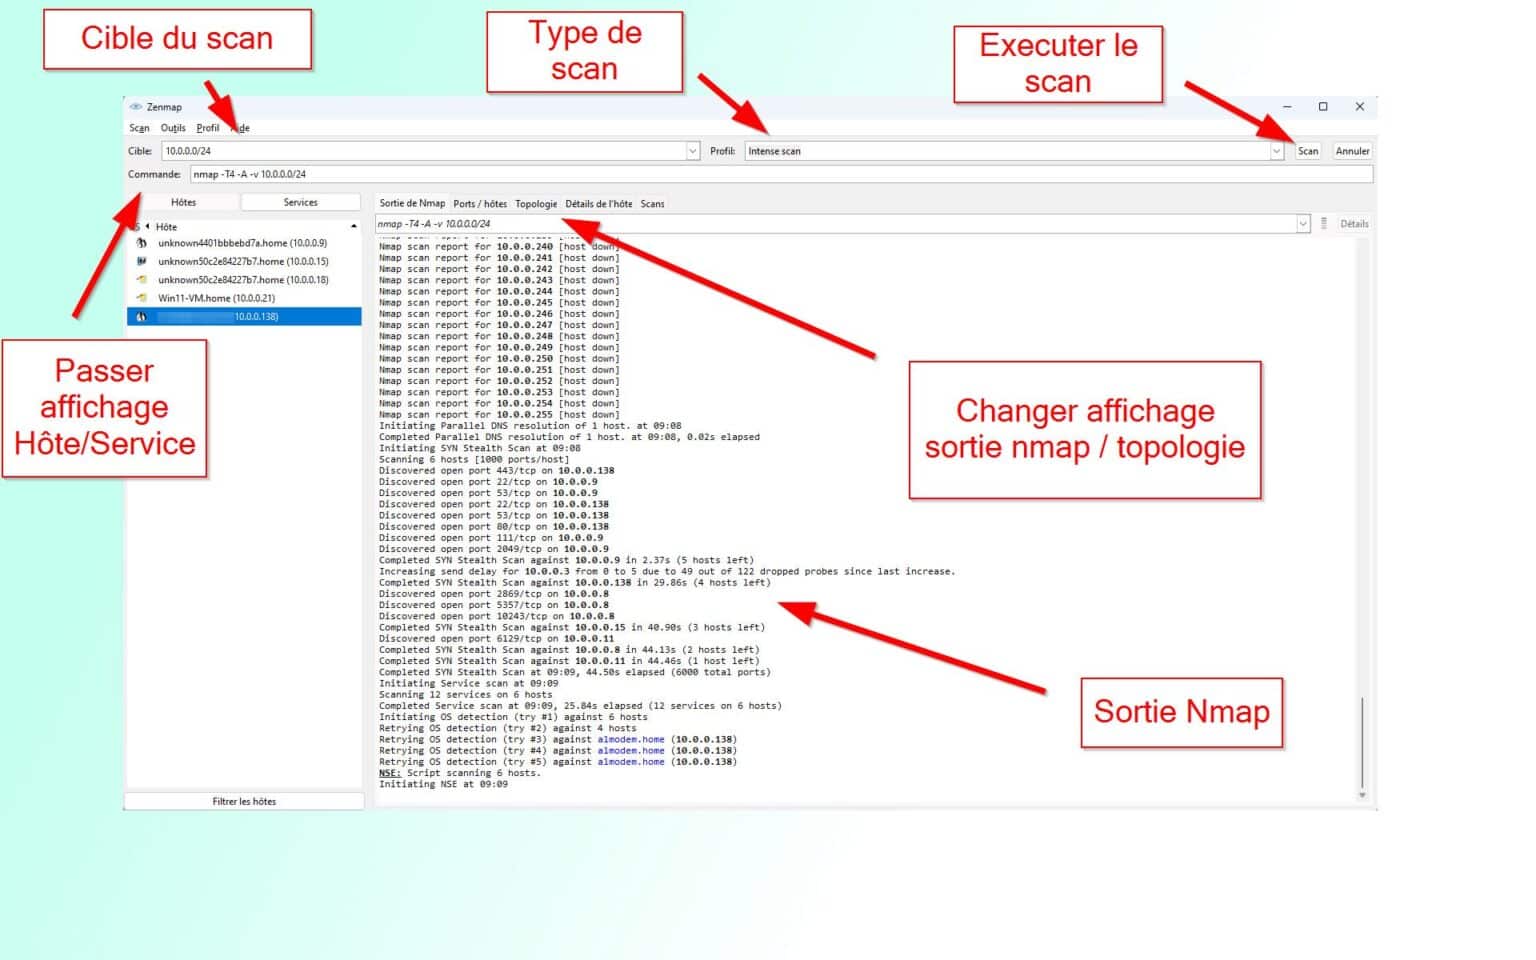 Cible du scan
Type de
scan
Executer le
scan
Zenmap
Scan Outils Profil Aide
Cible: 10.0.0.0/24 Profil: Intense scan Scan Annuler
Commande: nmap -T4 -A -v 10.0.0.0/24
Hôtes Services
Sortie de Nmap Ports / hôtes Topologie Détails de l'hôte Scans
nmap -T4 -A -v 10.0.0.0/24 Détails
Hôte
unknown4401bbbebd7a.home (10.0.0.9)
unknown50c2e84227b7.home (10.0.0.15)
unknown50c2e84227b7.home (10.0.0.18)
Win11-VM.home (10.0.0.21)
10.0.0.138)
Filtrer les hôtes
Passer
affichage
Hôte/Service
Nmap scan report for 10.0.0.240 [host down]
Nmap scan report for 10.0.0.241 [host down]
Nmap scan report for 10.0.0.242 [host down]
Nmap scan report for 10.0.0.243 [host down]
Nmap scan report for 10.0.0.244 [host down]
Nmap scan report for 10.0.0.245 [host down]
Nmap scan report for 10.0.0.246 [host down]
Nmap scan report for 10.0.0.247 [host down]
Nmap scan report for 10.0.0.248 [host down]
Nmap scan report for 10.0.0.249 [host down]
Nmap scan report for 10.0.0.250 [host down]
Nmap scan report for 10.0.0.251 [host down]
Nmap scan report for 10.0.0.252 [host down]
Nmap scan report for 10.0.0.253 [host down]
Nmap scan report for 10.0.0.254 [host down]
Nmap scan report for 10.0.0.255 [host down]
Initiating Parallel DNS resolution of 1 host. at 09:08
Completed Parallel DNS resolution of 1 host. at 09:08, 0.02s elapsed
Initiating SYN Stealth Scan at 09:08
Scanning 6 hosts [1000 ports/host]
Discovered open port 443/tcp on 10.0.0.138
Discovered open port 22/tcp on 10.0.0.9
Discovered open port 53/tcp on 10.0.0.9
Discovered open port 22/tcp on 10.0.0.138
Discovered open port 53/tcp on 10.0.0.138
Discovered open port 80/tcp on 10.0.0.138
Discovered open port 111/tcp on 10.0.0.9
Discovered open port 2049/tcp on 10.0.0.9
Completed SYN Stealth Scan against 10.0.0.9 in 2.37s (5 hosts left)
Increasing send delay for 10.0.0.3 from 0 to 5 due to 49 out of 122 dropped probes since last increase.
Completed SYN Stealth Scan against 10.0.0.138 in 29.86s (4 hosts left)
Discovered open port 2869/tcp on 10.0.0.8
Discovered open port 5357/tcp on 10.0.0.8
Discovered open port 10243/tcp on 10.0.0.8
Completed SYN Stealth Scan against 10.0.0.15 in 40.90s (3 hosts left)
Discovered open port 6129/tcp on 10.0.0.11
Completed SYN Stealth Scan against 10.0.0.8 in 44.13s (2 hosts left)
Completed SYN Stealth Scan against 10.0.0.11 in 44.46s (1 host left)
Completed SYN Stealth Scan at 09:09, 44.50s elapsed (6000 total ports)
Initiating Service scan at 09:09
Scanning 12 services on 6 hosts
Completed Service scan at 09:09, 25.84s elapsed (12 services on 6 hosts)
Initiating OS detection (try #1) against 6 hosts
Retrying OS detection (try #2) against 4 hosts
Retrying OS detection (try #3) against almodem.home (10.0.0.138)
Retrying OS detection (try #4) against almodem.home (10.0.0.138)
Retrying OS detection (try #5) against almodem.home (10.0.0.138)
NSE: Script scanning 6 hosts.
Initiating NSE at 09:09
Changer affichage
sortie nmap / topologie
Sortie Nmap